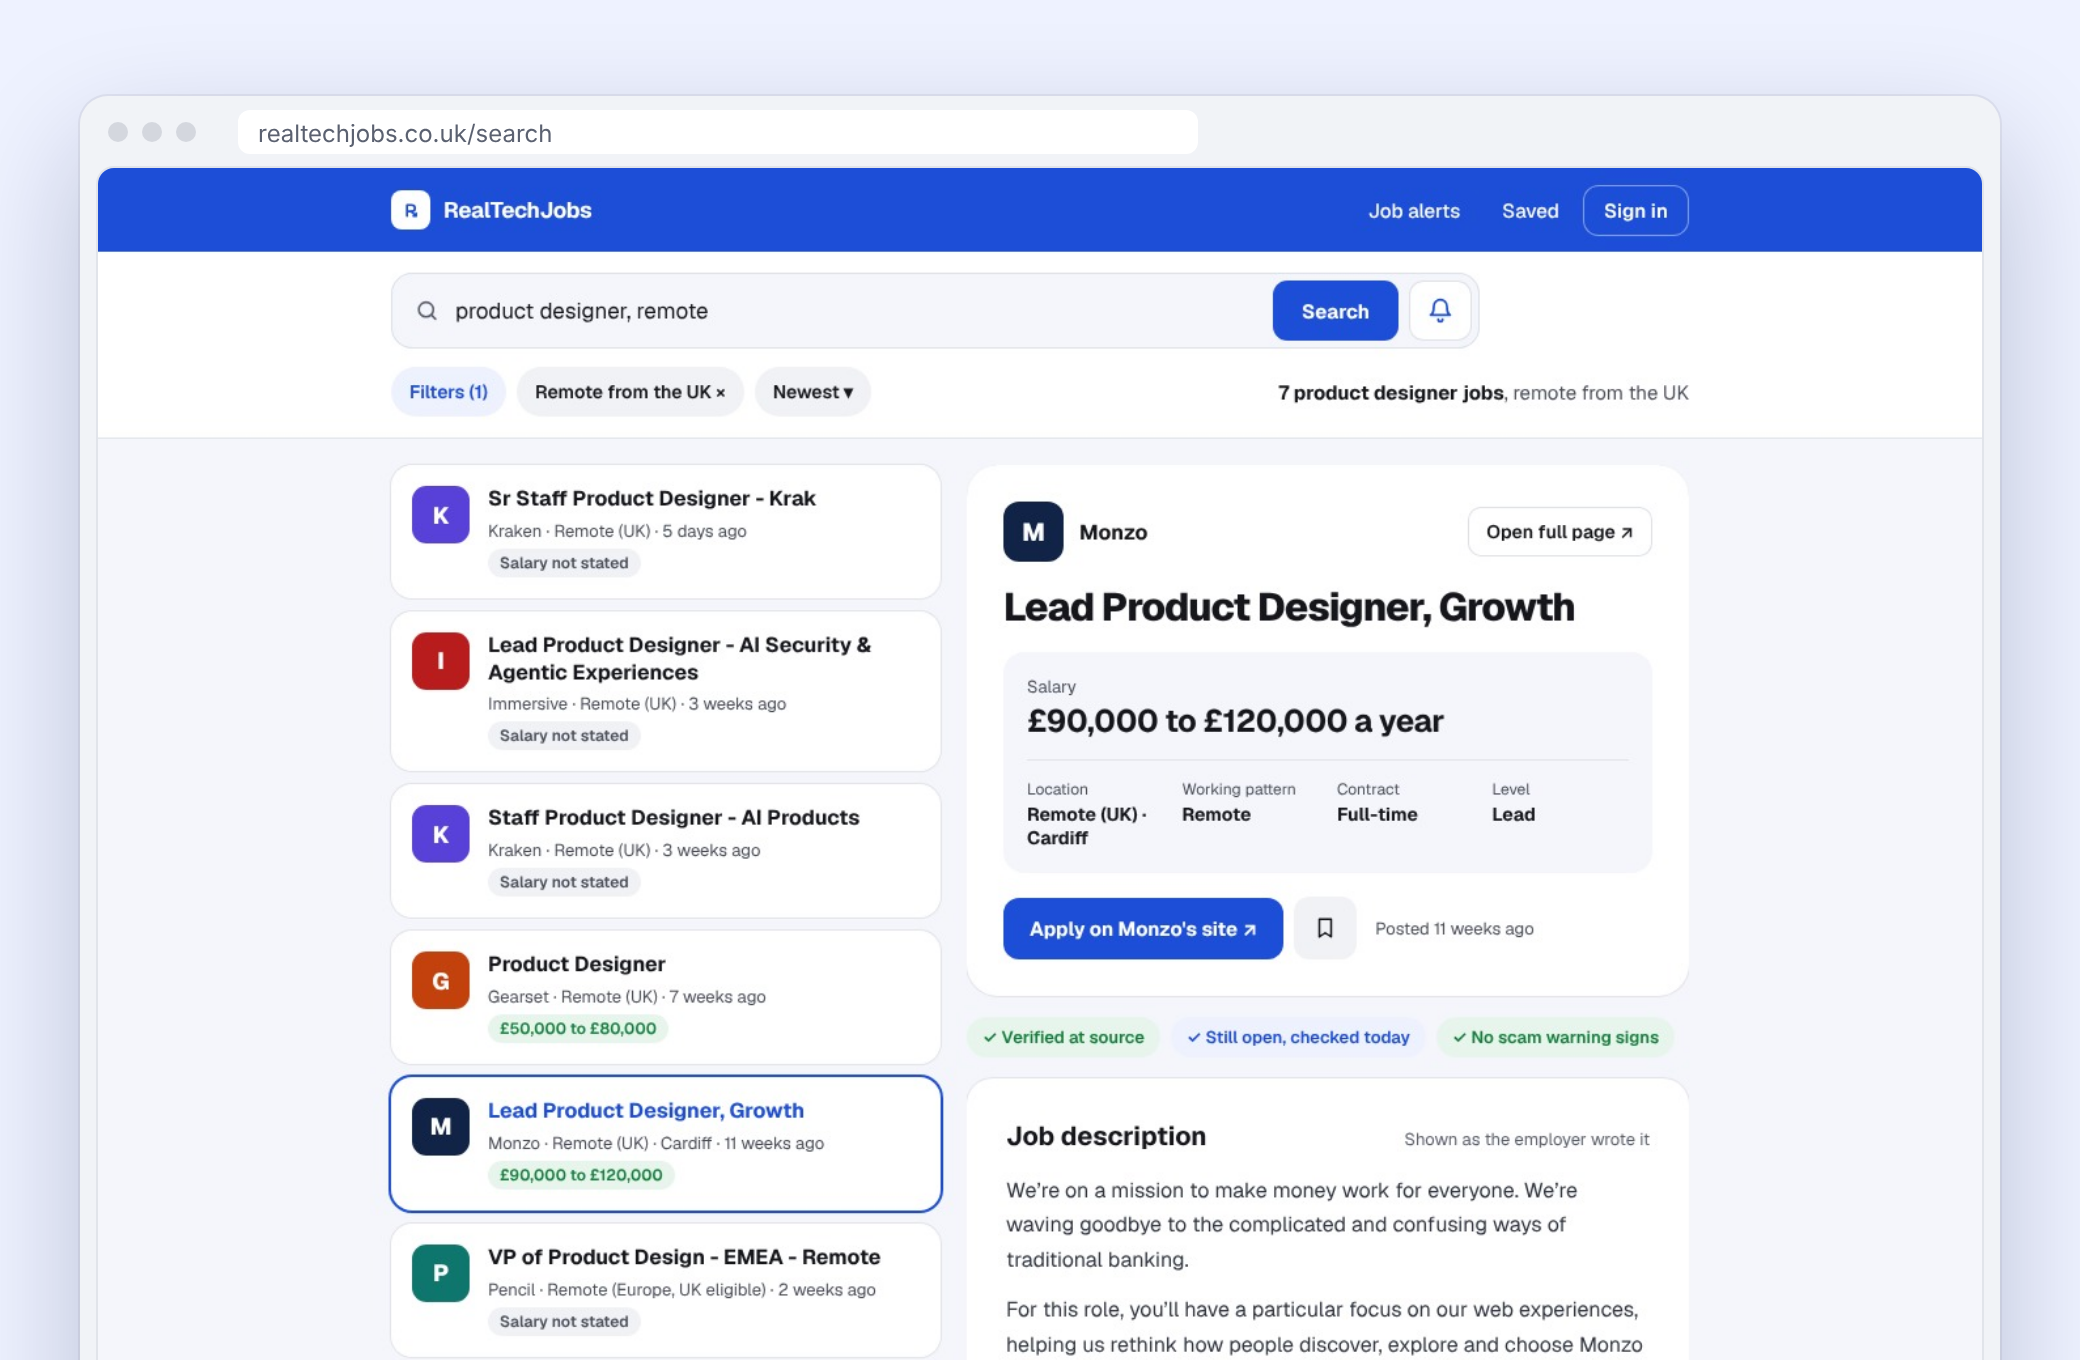 realtechjobs.co.uk/search
R RealTechJobs
Job alerts Saved Sign in
product designer, remote
Search
Filters (1) Remote from the UK × Newest ▾
7 product designer jobs, remote from the UK
K
Sr Staff Product Designer - Krak
Kraken · Remote (UK) · 5 days ago
Salary not stated
I
Lead Product Designer - AI Security &
Agentic Experiences
Immersive · Remote (UK) · 3 weeks ago
Salary not stated
K
Staff Product Designer - AI Products
Kraken · Remote (UK) · 3 weeks ago
Salary not stated
G
Product Designer
Gearset · Remote (UK) · 7 weeks ago
£50,000 to £80,000
M
Lead Product Designer, Growth
Monzo · Remote (UK) · Cardiff · 11 weeks ago
£90,000 to £120,000
P
VP of Product Design - EMEA - Remote
Pencil · Remote (Europe, UK eligible) · 2 weeks ago
Salary not stated
M Monzo
Open full page ↗
Lead Product Designer, Growth
Salary
£90,000 to £120,000 a year
Location Working pattern Contract Level
Remote (UK) · Remote Full-time Lead
Cardiff
Apply on Monzo's site ↗
Posted 11 weeks ago
✓ Verified at source ✓ Still open, checked today ✓ No scam warning signs
Job description
Shown as the employer wrote it
We’re on a mission to make money work for everyone. We’re
waving goodbye to the complicated and confusing ways of
traditional banking.
For this role, you’ll have a particular focus on our web experiences,
helping us rethink how people discover, explore and choose Monzo